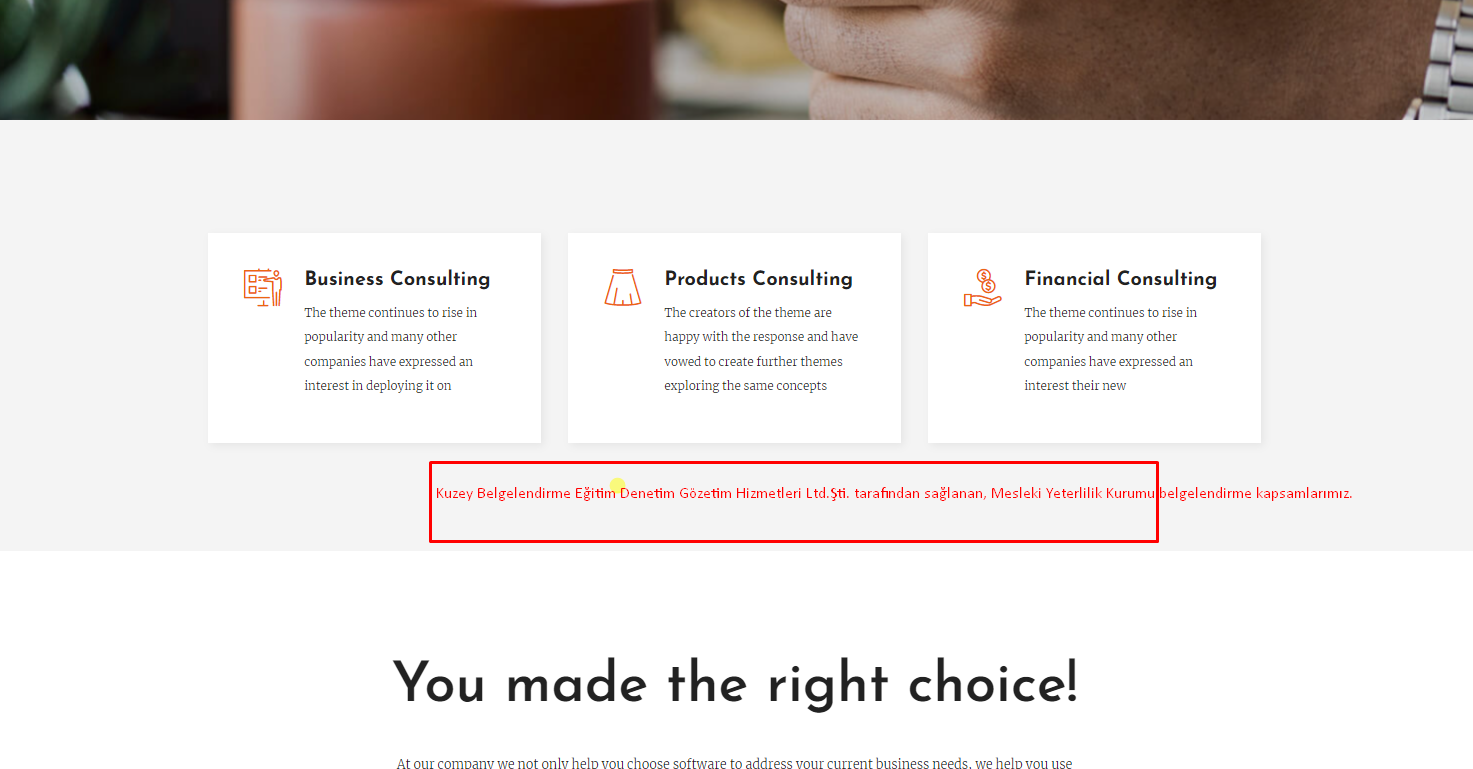 Business Consulting
The theme continues to rise in
popularity and many other
companies have expressed an
interest in deploying it on
Products Consulting
The creators of the theme are
happy with the response and have
vowed to create further themes
exploring the same concepts
Financial Consulting
The theme continues to rise in
popularity and many other
companies have expressed an
interest their new
Kuzey Belgelendirme Eğitim Denetim Gözetim Hizmetleri Ltd.Şti. tarafından sağlanan, Mesleki Yeterlilik Kurumu belgelendirme kapsamlarımız.
You made the right choice!
At our company we not only help you choose software to address your current business needs, we help you use